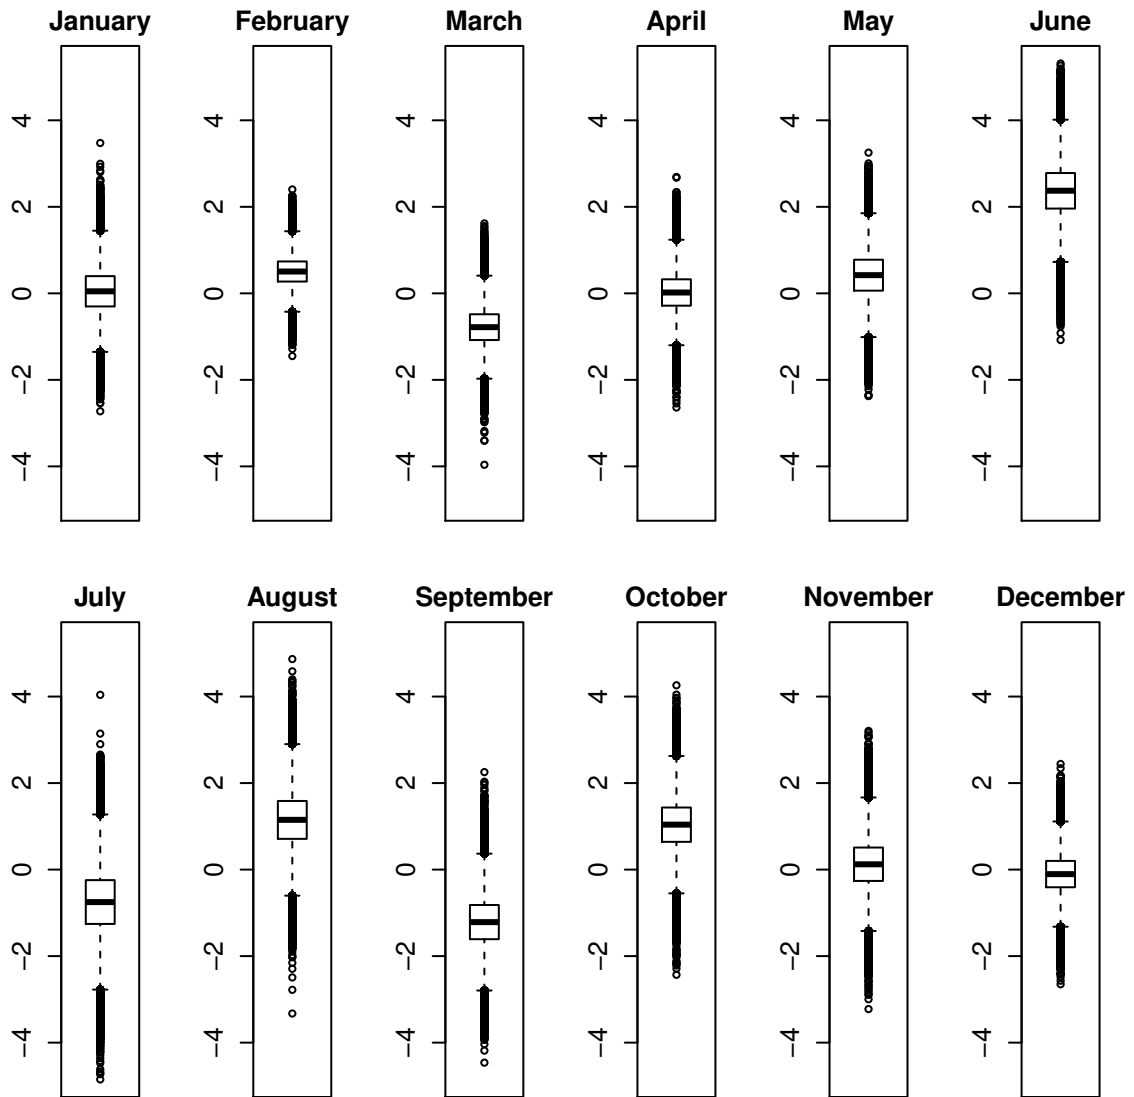 January February March April May June
4 4 4 4 4 4
2 2 2 2 2 2
0 0 0 0 0 0
−2 −2 −2 −2 −2 −2
−4 −4 −4 −4 −4 −4
July August September October November December
4 4 4 4 4 4
2 2 2 2 2 2
0 0 0 0 0 0
−2 −2 −2 −2 −2 −2
−4 −4 −4 −4 −4 −4